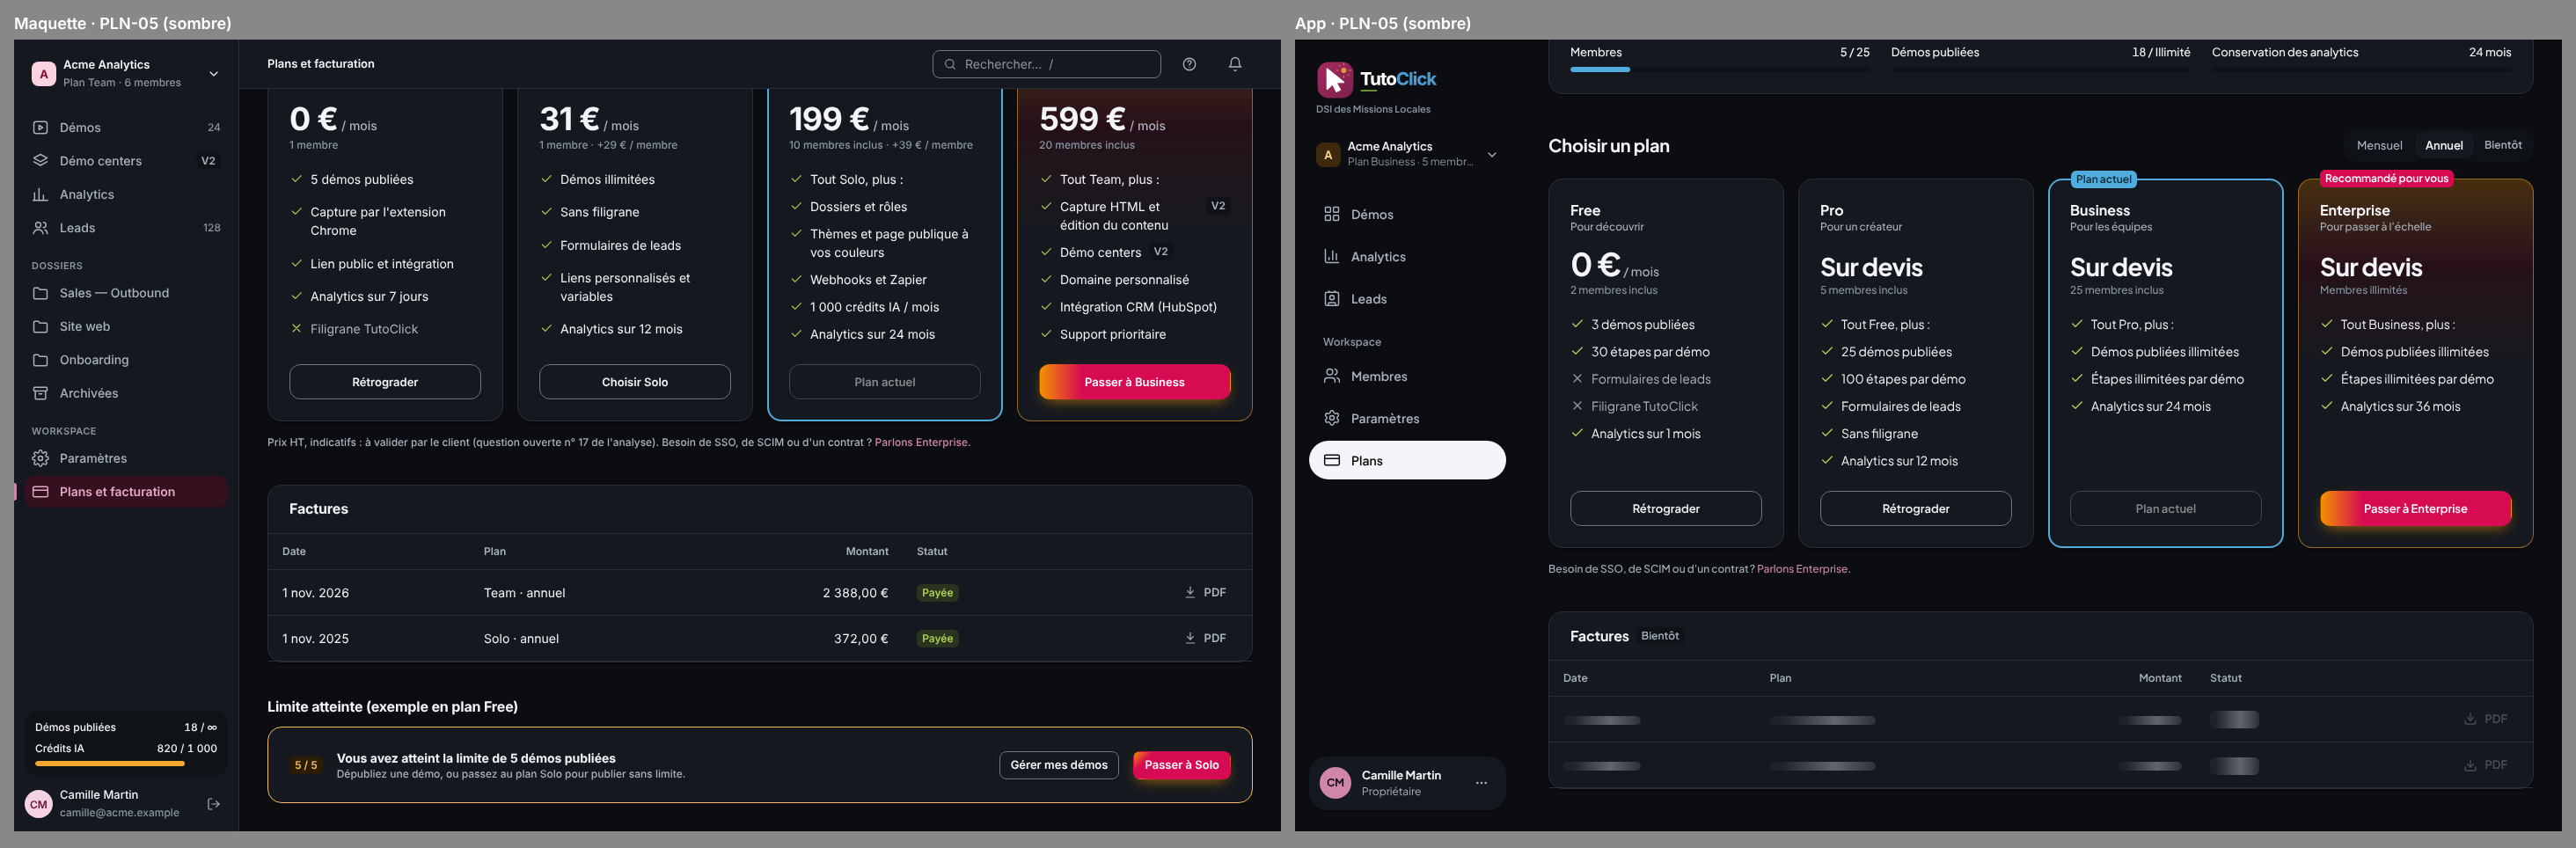 Maquette · PLN-05 (sombre)
A
Acme Analytics
Plan Team · 6 membres
Démos 24
Démo centers V2
Analytics
Leads 128
DOSSIERS
Sales — Outbound
Site web
Onboarding
Archivées
WORKSPACE
Paramètres
Plans et facturation
Démos publiées 18 / ∞
Crédits IA 820 / 1 000
CM
Camille Martin
camille@acme.example
Plans et facturation
Rechercher... /
0 € / mois
1 membre
5 démos publiées
Capture par l'extension
Chrome
Lien public et intégration
Analytics sur 7 jours
Filigrane TutoClick
Rétrograder
31 € / mois
1 membre · +29 € / membre
Démos illimitées
Sans filigrane
Formulaires de leads
Liens personnalisés et
variables
Analytics sur 12 mois
Choisir Solo
199 € / mois
10 membres inclus · +39 € / membre
Tout Solo, plus :
Dossiers et rôles
Thèmes et page publique à
vos couleurs
Webhooks et Zapier
1 000 crédits IA / mois
Analytics sur 24 mois
Plan actuel
599 € / mois
20 membres inclus
Tout Team, plus :
Capture HTML et V2
édition du contenu
Démo centers V2
Domaine personnalisé
Intégration CRM (HubSpot)
Support prioritaire
Passer à Business
Prix HT, indicatifs : à valider par le client (question ouverte n° 17 de l'analyse). Besoin de SSO, de SCIM ou d'un contrat ? Parlons Enterprise.
Factures
Date Plan Montant Statut
1 nov. 2026 Team · annuel 2 388,00 € Payée PDF
1 nov. 2025 Solo · annuel 372,00 € Payée PDF
Limite atteinte (exemple en plan Free)
5 / 5
Vous avez atteint la limite de 5 démos publiées
Dépubliez une démo, ou passez au plan Solo pour publier sans limite.
Gérer mes démos
Passer à Solo
App · PLN-05 (sombre)
TutoClick
DSI des Missions Locales
A
Acme Analytics
Plan Business · 5 membr...
Démos
Analytics
Leads
Workspace
Membres
Paramètres
Plans
CM
Camille Martin
Propriétaire
Membres 5 / 25
Démos publiées 18 / Illimité
Conservation des analytics 24 mois
Choisir un plan
Mensuel Annuel Bientôt
Free
Pour découvrir
0 € / mois
2 membres inclus
3 démos publiées
30 étapes par démo
Formulaires de leads
Filigrane TutoClick
Analytics sur 1 mois
Rétrograder
Pro
Pour un créateur
Sur devis
5 membres inclus
Tout Free, plus :
25 démos publiées
100 étapes par démo
Formulaires de leads
Sans filigrane
Analytics sur 12 mois
Rétrograder
Plan actuel
Business
Pour les équipes
Sur devis
25 membres inclus
Tout Pro, plus :
Démos publiées illimitées
Étapes illimitées par démo
Analytics sur 24 mois
Plan actuel
Recommandé pour vous
Enterprise
Pour passer à l'échelle
Sur devis
Membres illimités
Tout Business, plus :
Démos publiées illimitées
Étapes illimitées par démo
Analytics sur 36 mois
Passer à Enterprise
Besoin de SSO, de SCIM ou d'un contrat ? Parlons Enterprise.
Factures Bientôt
Date Plan Montant Statut
PDF
PDF